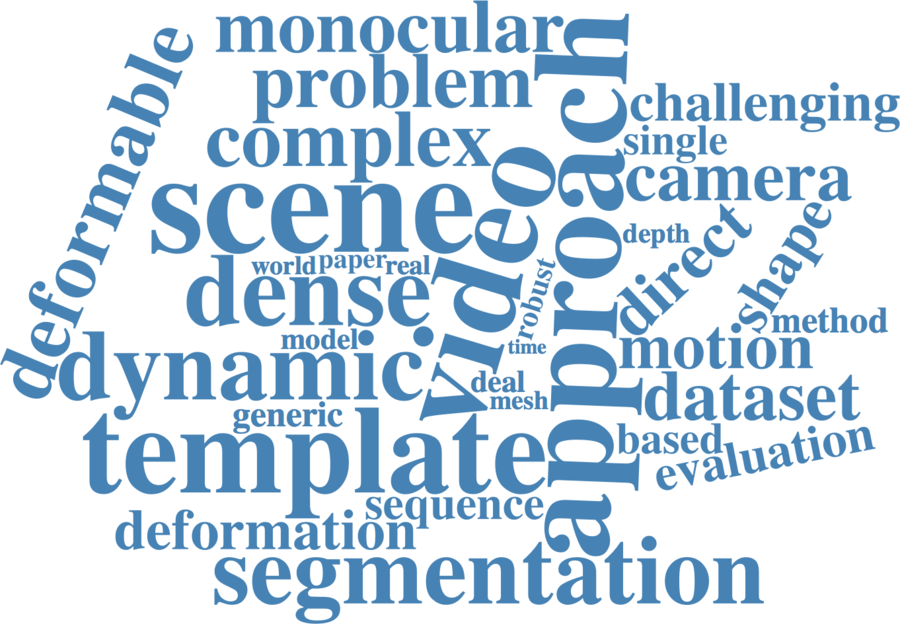 monocular
problem
approach
deformable
challenging
complex
single
video
camera
scene
depth
direct
shape
world
paper
real
dense
robust
method
model
time
motion
dynamic
deal
mesh
dataset
generic
template
based
evaluation
sequence
deformation
segmentation